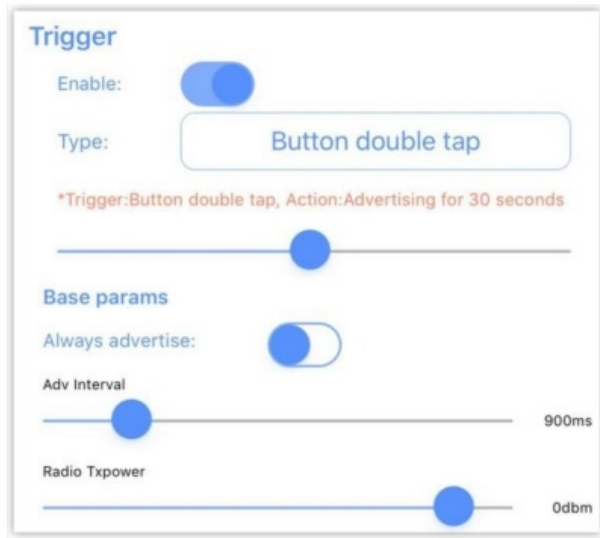 Trigger
Enable:
Type: Button double tap
*Trigger:Button double tap, Action:Advertising for 30 seconds
Base params
Always advertise:
Adv Interval
900ms
Radio Txpower
0dbm